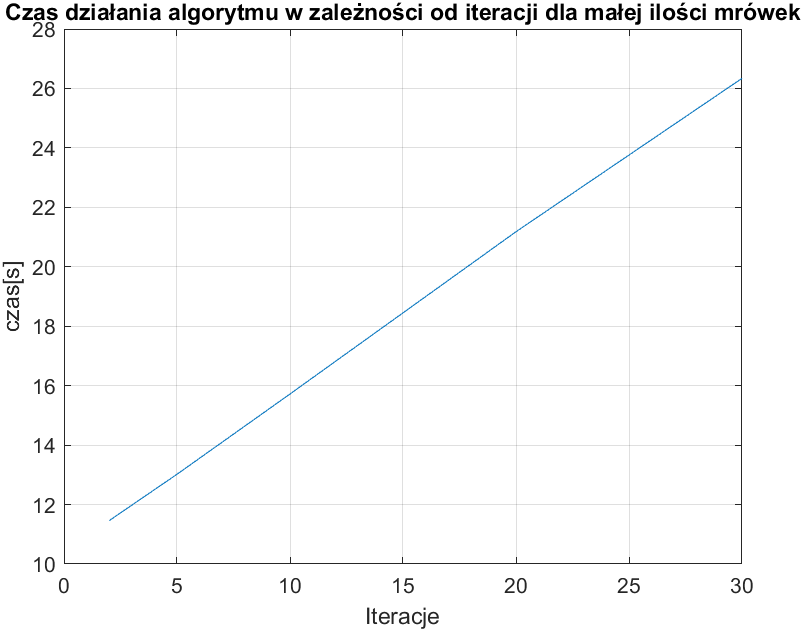 Czas działania algorytmu w zależności od iteracji dla małej ilości mrówek
28
26
24
22
20
18
16
14
12
10
czas[s]
0 5 10 15 20 25 30
Iteracje